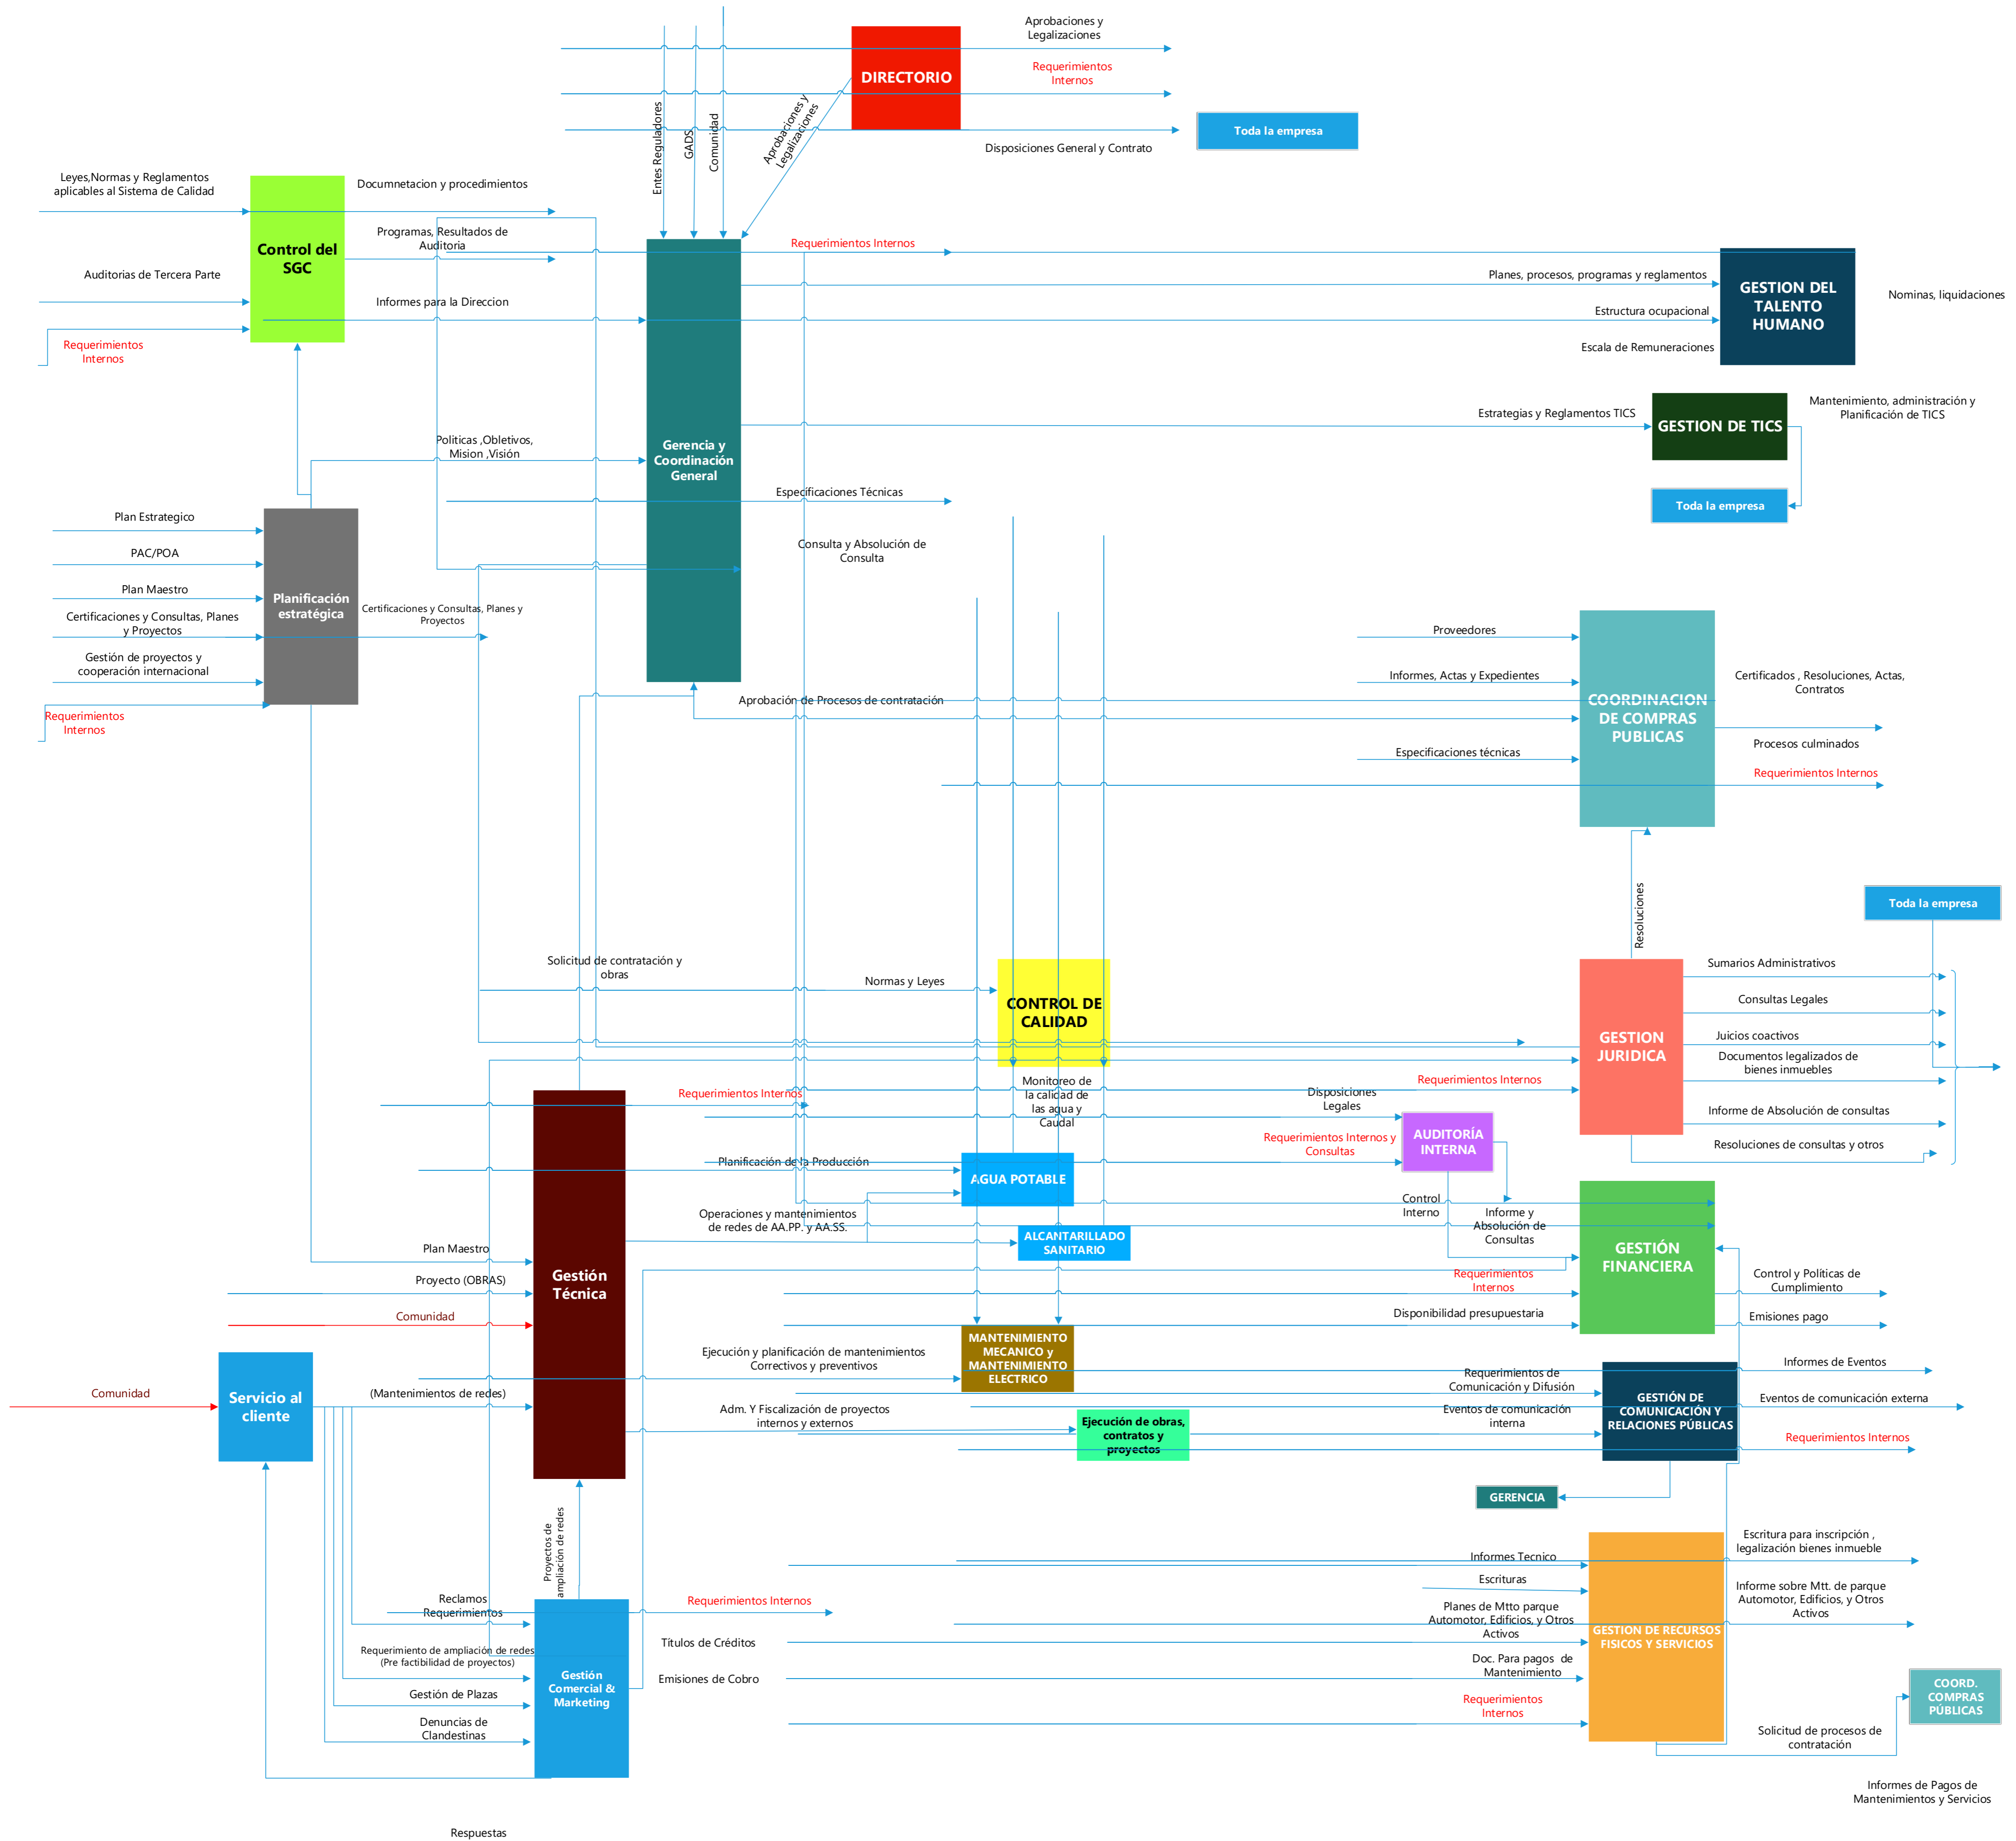 Aprobaciones y
Legalizaciones
DIRECTORIO
Requerimientos
Internos
Toda la empresa
Disposiciones General y Contrato
Entes Reguladores
GADS
Comunidad
Aprobaciones y
Legalizaciones
Leyes,Normas y Reglamentos
aplicables al Sistema de Calidad
Documnetacion y procedimientos
Control del
SGC
Programas, Resultados de
Auditoria
Auditorias de Tercera Parte
Informes para la Direccion
Requerimientos
Internos
Requerimientos Internos
Planes, procesos, programas y reglamentos
GESTION DEL
TALENTO
HUMANO
Nominas, liquidaciones
Estructura ocupacional
Escala de Remuneraciones
Estrategias y Reglamentos TICS
GESTION DE TICS
Mantenimiento, administración y
Planificación de TICS
Toda la empresa
Politicas ,Obletivos,
Mision ,Visión
Gerencia y
Coordinación
General
Especificaciones Técnicas
Consulta y Absolución de
Consulta
Plan Estrategico
PAC/POA
Plan Maestro
Certificaciones y Consultas, Planes
y Proyectos
Gestión de proyectos y
cooperación internacional
Requerimientos
Internos
Planificación
estratégica
Certificaciones y Consultas, Planes y
Proyectos
Proveedores
Informes, Actas y Expedientes
Aprobación de Procesos de contratación
Especificaciones técnicas
COORDINACION
DE COMPRAS
PUBLICAS
Certificados , Resoluciones, Actas,
Contratos
Procesos culminados
Requerimientos Internos
Resoluciones
Toda la empresa
Solicitud de contratación y
obras
Normas y Leyes
CONTROL DE
CALIDAD
GESTION
JURIDICA
Sumarios Administrativos
Consultas Legales
Juicios coactivos
Documentos legalizados de
bienes inmuebles
Informe de Absolución de consultas
Resoluciones de consultas y otros
Requerimientos Internos
Monitoreo de
la calidad de
las agua y
Caudal
Disposiciones
Legales
Requerimientos Internos
Requerimientos Internos y
Consultas
AUDITORÍA
INTERNA
Planificación de la Producción
AGUA POTABLE
Operaciones y mantenimientos
de redes de AA.PP. y AA.SS.
ALCANTARILLADO
SANITARIO
Control
Interno
Informe y
Absolución de
Consultas
GESTIÓN
FINANCIERA
Requerimientos
Internos
Disponibilidad presupuestaria
Control y Políticas de
Cumplimiento
Emisiones pago
Plan Maestro
Proyecto (OBRAS)
Comunidad
Gestión
Técnica
Comunidad
Servicio al
cliente
(Mantenimientos de redes)
Ejecución y planificación de mantenimientos
Correctivos y preventivos
MANTENIMIENTO
MECANICO y
MANTENIMIENTO
ELECTRICO
Adm. Y Fiscalización de proyectos
internos y externos
Ejecución de obras,
contratos y
proyectos
Requerimientos de
Comunicación y Difusión
Eventos de comunicación
interna
GESTIÓN DE
COMUNICACIÓN Y
RELACIONES PÚBLICAS
Informes de Eventos
Eventos de comunicación externa
Requerimientos Internos
GERENCIA
Proyectos de
ampliación de redes
Reclamos
Requerimientos
Requerimiento de ampliación de redes
(Pre factibilidad de proyectos)
Gestión de Plazas
Denuncias de
Clandestinas
Gestión
Comercial &
Marketing
Requerimientos Internos
Títulos de Créditos
Emisiones de Cobro
Informes Tecnico
Escrituras
Planes de Mtto parque
Automotor, Edificios, y Otros
Activos
Doc. Para pagos de
Mantenimiento
Requerimientos
Internos
GESTION DE RECURSOS
FISICOS Y SERVICIOS
Escritura para inscripción ,
legalización bienes inmueble
Informe sobre Mtt. de parque
Automotor, Edificios, y Otros
Activos
COORD.
COMPRAS
PÚBLICAS
Solicitud de procesos de
contratación
Informes de Pagos de
Mantenimientos y Servicios
Respuestas